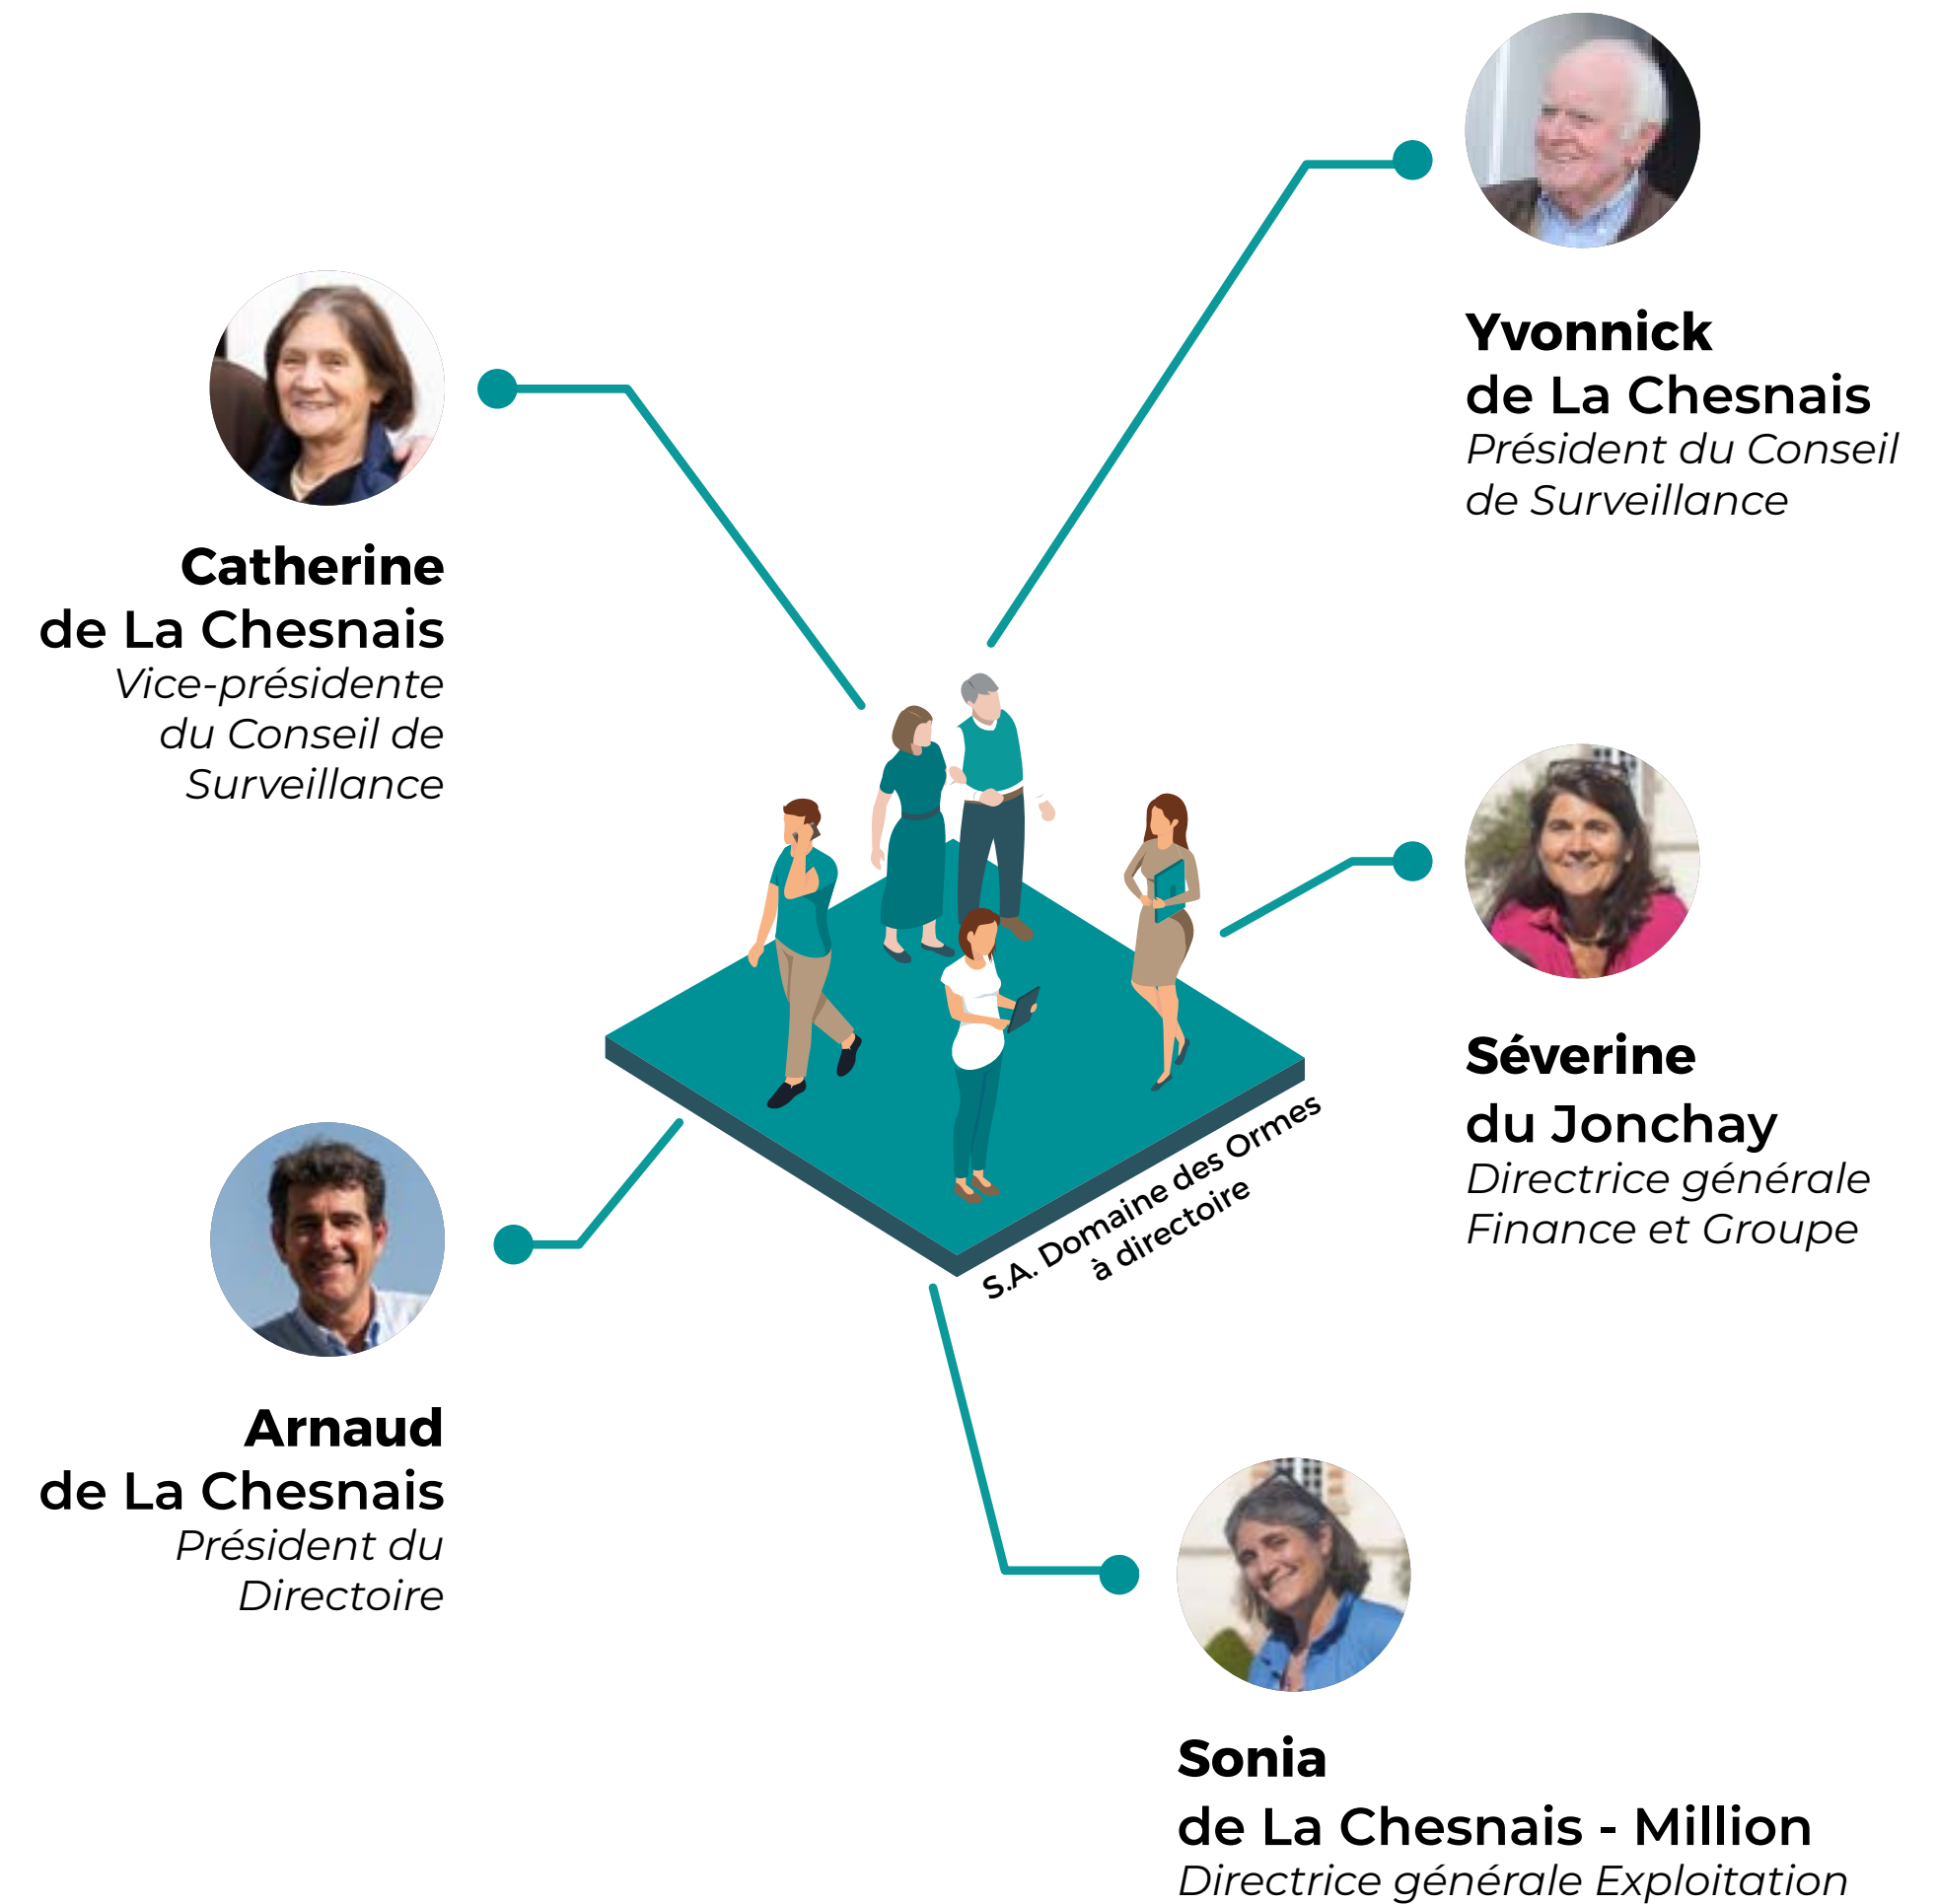 Yvonnick
de La Chesnais
Président du Conseil
de Surveillance
Catherine
de La Chesnais
Vice-présidente
du Conseil de
Surveillance
Séverine
du Jonchay
Directrice générale
Finance et Groupe
S.A. Domaine des Ormes
à directoire
Arnaud
de La Chesnais
Président du
Directoire
Sonia
de La Chesnais - Million
Directrice générale Exploitation